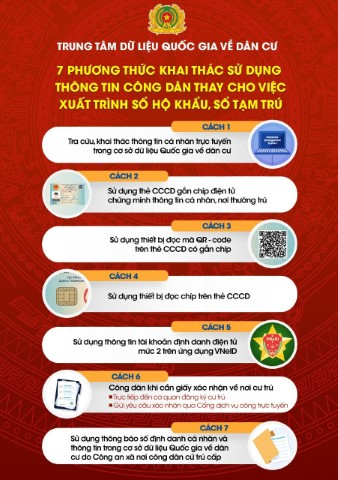 TRUNG TÂM DỮ LIỆU QUỐC GIA VỀ DÂN CƯ
7 PHƯƠNG THỨC KHAI THÁC SỬ DỤNG
THÔNG TIN CÔNG DÂN THAY CHO VIỆC
XUẤT TRÌNH SỔ HỘ KHẨU, SỔ TẠM TRÚ
CÁCH 1
Tra cứu, khai thác thông tin cá nhân trực tuyến
trong cơ sở dữ liệu Quốc gia về dân cư
CÁCH 2
Sử dụng thẻ CCCD gắn chíp điện tử
chứng minh thông tin cá nhân, nơi thường trú
CÁCH 3
Sử dụng thiết bị đọc mã QR - code
trên thẻ CCCD có gắn chip
CÁCH 4
Sử dụng thiết bị đọc chip trên thẻ CCCD
CÁCH 5
Sử dụng thông tin tài khoản định danh điện tử
mức 2 trên ứng dụng VNeID
VNeID
CÁCH 6
Công dân khi cần giấy xác nhận về nơi cư trú
Trực tiếp đến cơ quan đăng ký cư trú
Gửi yêu cầu xác nhận qua Cổng dịch vụ công trực tuyến
CÁCH 7
Sử dụng thông báo số định danh cá nhân và
thông tin trong cơ sở dữ liệu Quốc gia về dân
cư do Công an xã nơi công dân cư trú cấp